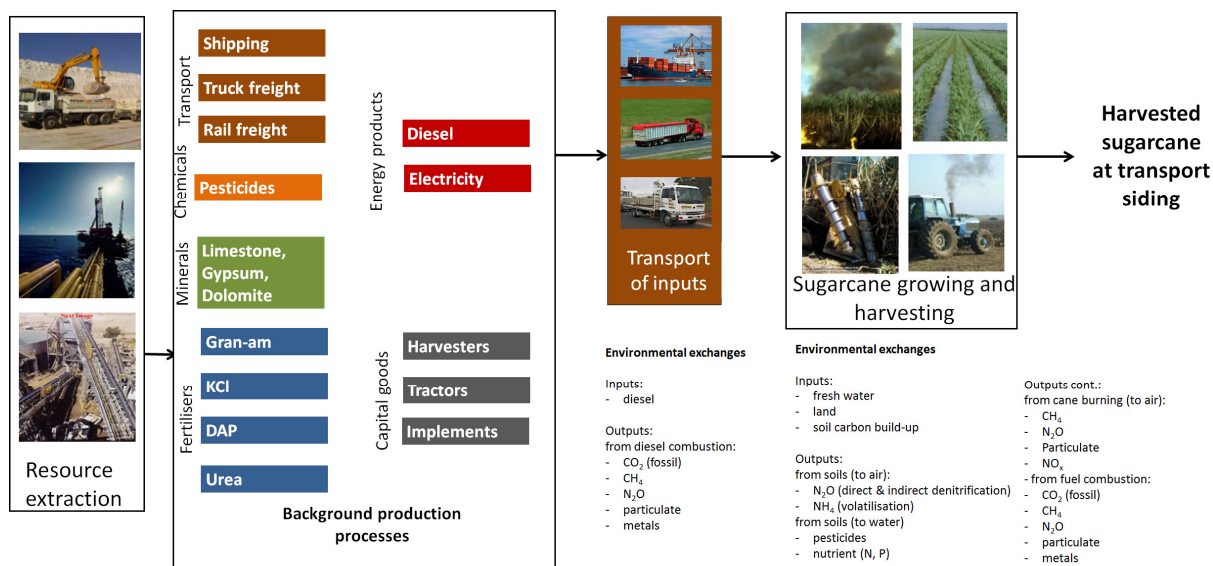 Next Image
Resource
extraction
Transport
Shipping
Truck freight
Rail freight
Chemicals
Pesticides
Minerals
Limestone,
Gypsum,
Dolomite
Fertilisers
Gran-am
KCl
DAP
Urea
Energy products
Diesel
Electricity
Capital goods
Harvesters
Tractors
Implements
Background production
processes
Transport
of inputs
Sugarcane growing and
harvesting
Harvested
sugarcane
at transport
siding
Environmental exchanges
Inputs:
- diesel
Outputs:
from diesel combustion:
- CO₂ (fossil)
- CH₄
- N₂O
- particulate
- metals
Environmental exchanges
Inputs:
- fresh water
- land
- soil carbon build-up
Outputs:
from soils (to air):
- N₂O (direct & indirect denitrification)
- NH₄ (volatilisation)
from soils (to water)
- pesticides
- nutrient (N, P)
Outputs cont.:
from cane burning (to air):
- CH₄
- N₂O
- Particulate
- NOₓ
- from fuel combustion:
- CO₂ (fossil)
- CH₄
- N₂O
- particulate
- metals